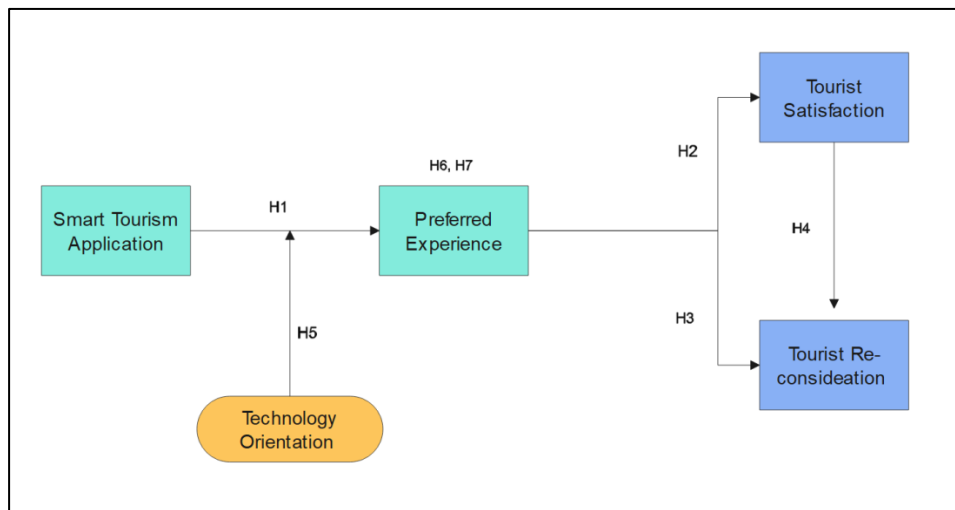 Tourist
Satisfaction
H2
H6, H7
Smart Tourism
Application
H1
Preferred
Experience
H4
H3
H5
Tourist Re-
consideation
Technology
Orientation